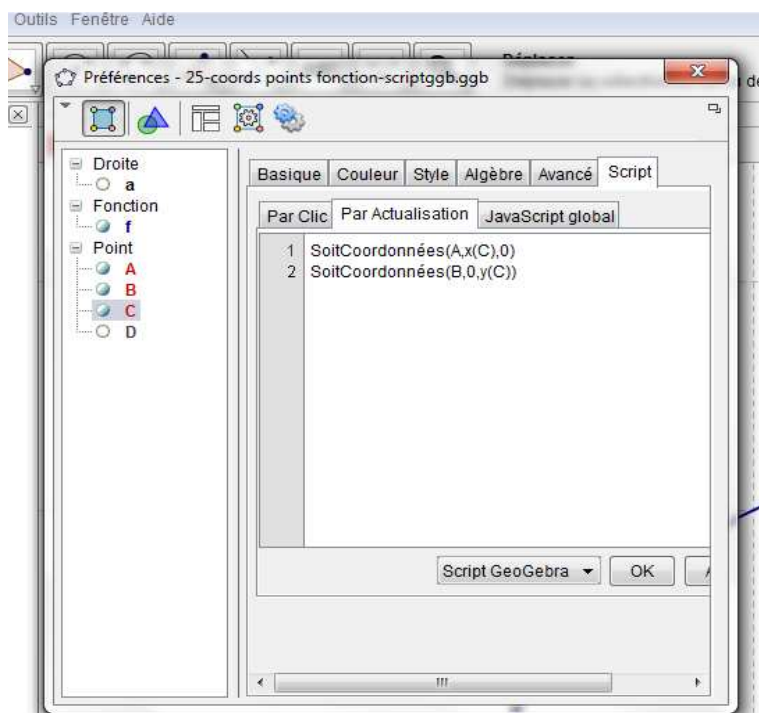 Outils Fenêtre Aide
Préférences - 25-coords points fonction-scriptggb.ggb
Droite
a
Fonction
f
Point
A
B
C
D
Basique Couleur Style Algèbre Avancé Script
Par Clic Par Actualisation JavaScript global
1 SoitCoordonnées(A,x(C),0)
2 SoitCoordonnées(B,0,y(C))
Script GeoGebra OK